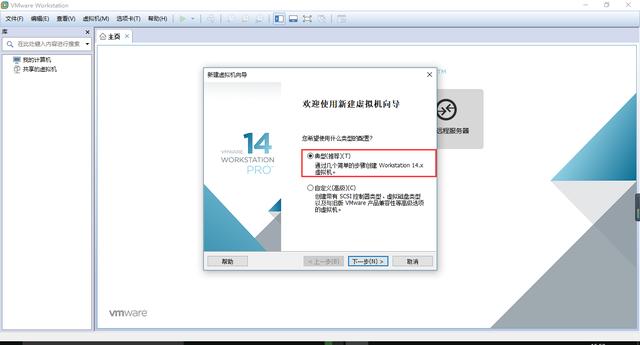 VMware Workstation
文件(F) 编辑(E) 查看(V) 虚拟机(M) 选项卡(T) 帮助(H)
库
在此处键入内容进行搜索
我的计算机
共享的虚拟机
主页
TM
新建虚拟机向导
欢迎使用新建虚拟机向导
您希望使用什么类型的配置?
典型(推荐)(T)
通过几个简单的步骤创建 Workstation 14.x
虚拟机。
自定义(高级)(C)
创建带有 SCSI 控制器类型、虚拟磁盘类型
以及与旧版 VMware 产品兼容性等高级选项
的虚拟机。
VMWARE 14
WORKSTATION
PRO™
远程服务器
帮助
< 上一步(B)
下一步(N) >
取消
vmware